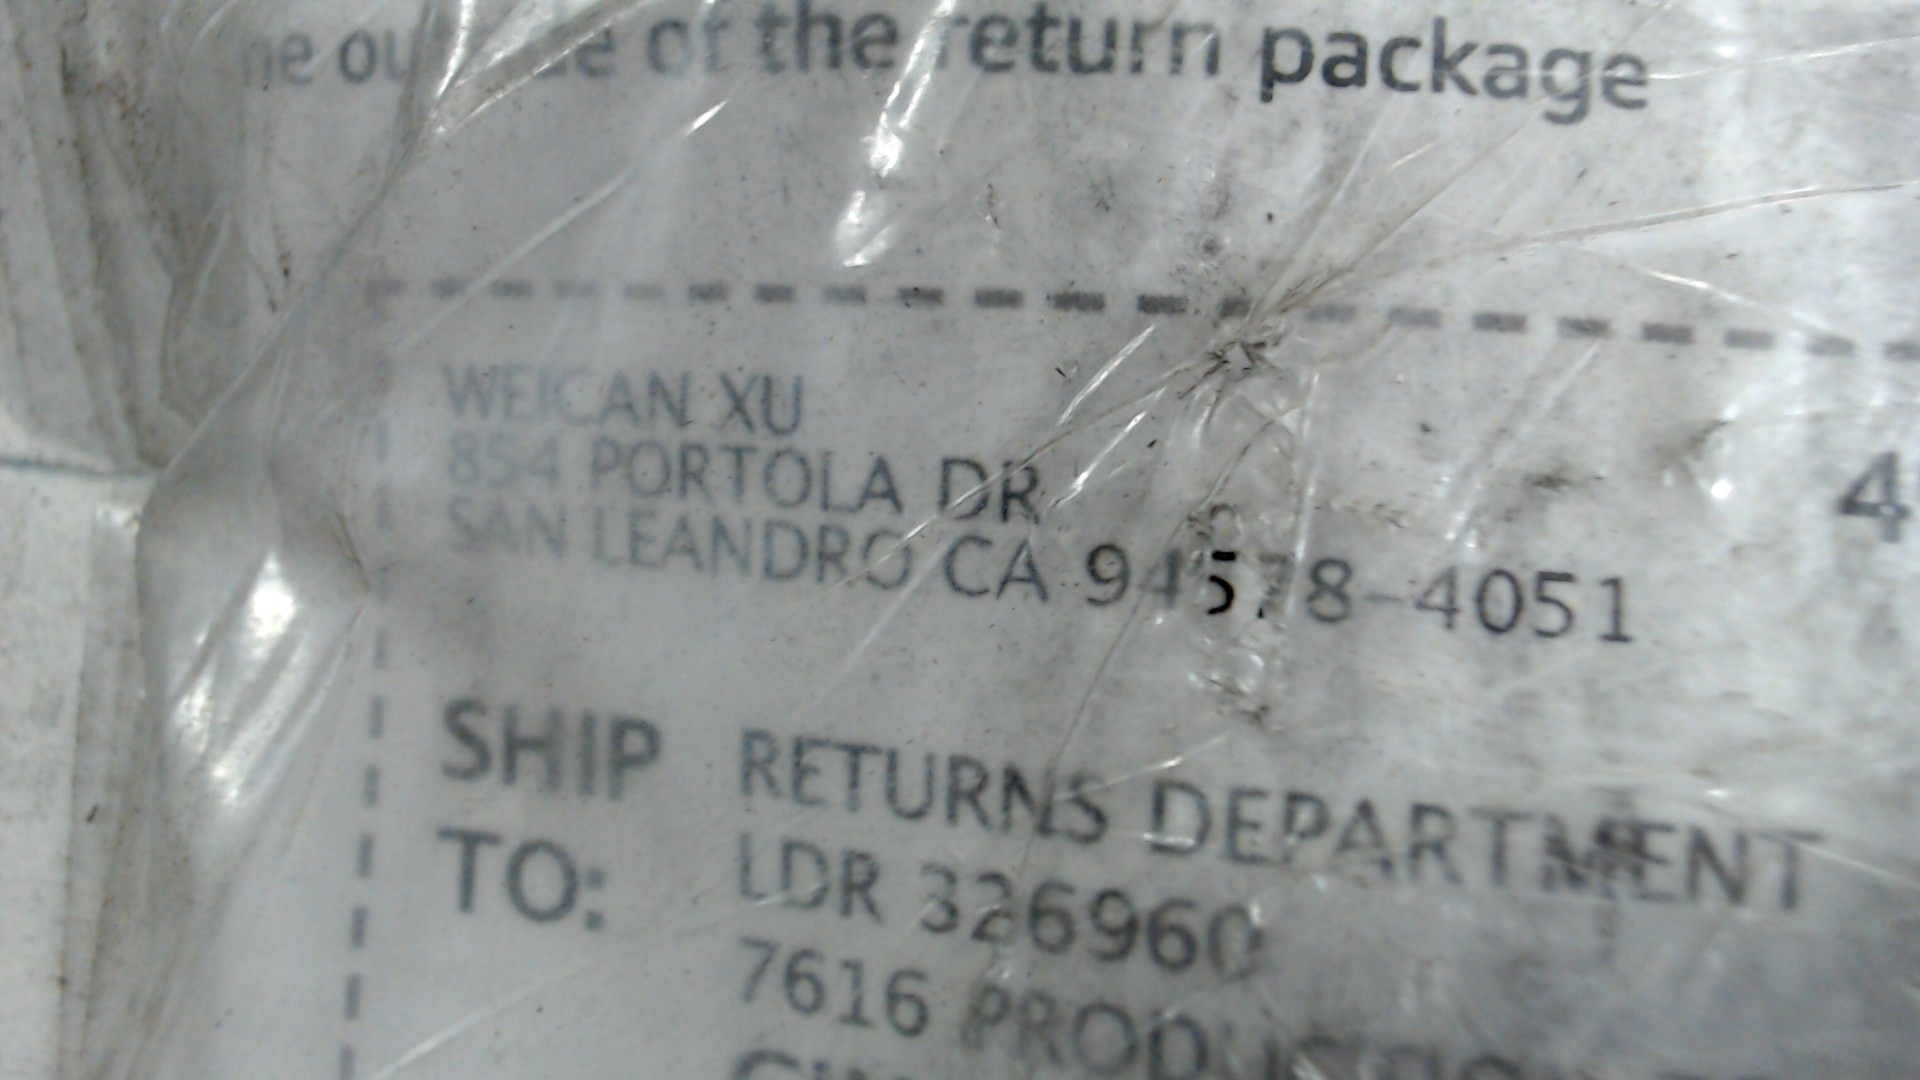 of the return package
WEICAN XU
854 PORTOLA DR
SAN LEANDRO CA 94578-4051
SHIP TO:
RETURNS DEPARTMENT
LDR 326960
7616